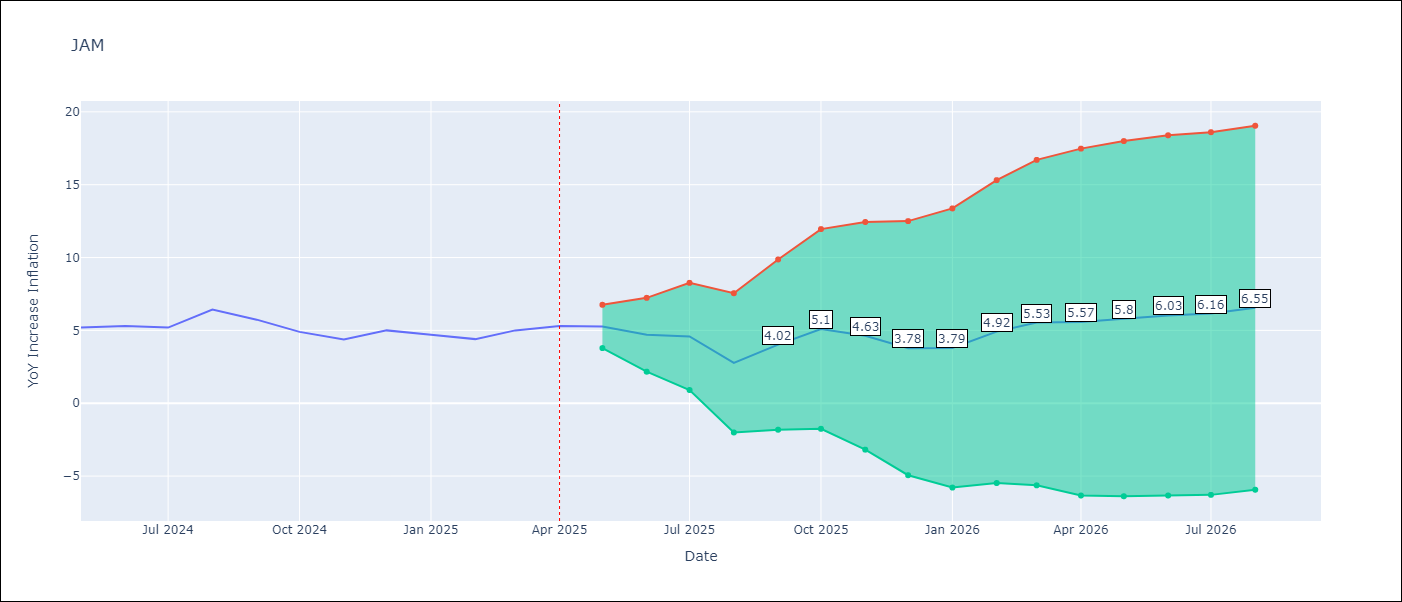 JAM
YoY Increase Inflation
20
15
10
5
0
−5
4.02
5.1
4.63
3.78
3.79
4.92
5.53
5.57
5.8
6.03
6.16
6.55
Jul 2024
Oct 2024
Jan 2025
Apr 2025
Jul 2025
Oct 2025
Jan 2026
Apr 2026
Jul 2026
Date